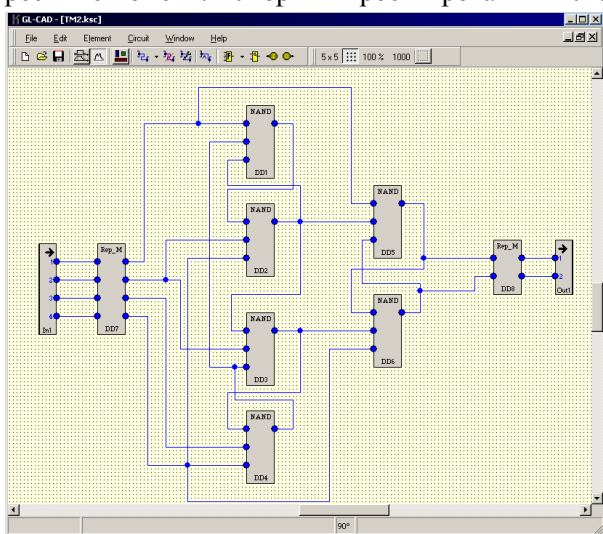 GL-CAD - [TM2.ksc]
File Edit Element Circuit Window Help
5 x 5 100 % 1000
NAND
DD1
NAND
DD2
NAND
DD3
NAND
DD4
NAND
DD5
NAND
DD6
1
2
3
4
In1
Rep_M
DD7
Rep_M
DD8
1
2
Out1
90°